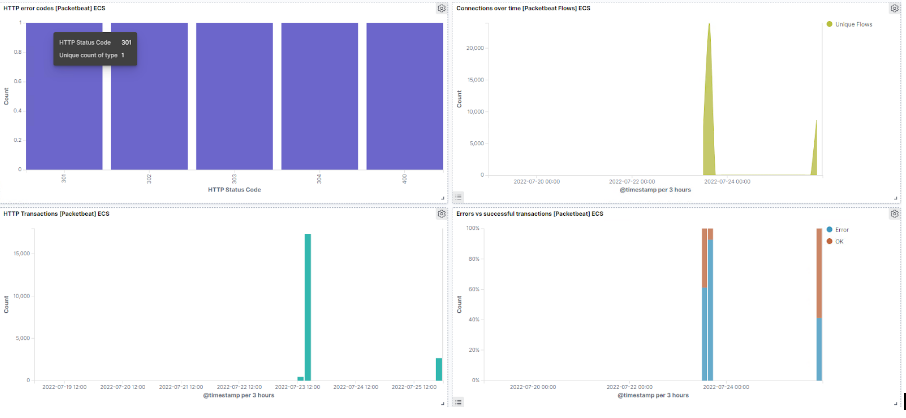 HTTP error codes [Packetbeat] ECS
1
0.8
0.6
0.4
0.2
0
Count
HTTP Status Code 301
Unique count of type 1
301
302
303
304
400
HTTP Status Code
Connections over time [Packetbeat Flows] ECS
Unique Flows
20,000
15,000
10,000
5,000
0
Count
2022-07-20 00:00
2022-07-22 00:00
2022-07-24 00:00
@timestamp per 3 hours
HTTP Transactions [Packetbeat] ECS
15,000
10,000
5,000
0
Count
2022-07-19 12:00
2022-07-20 12:00
2022-07-21 12:00
2022-07-22 12:00
2022-07-23 12:00
2022-07-24 12:00
2022-07-25 12:00
@timestamp per 3 hours
Errors vs successful transactions [Packetbeat] ECS
Error
OK
100%
80%
60%
40%
20%
0%
Count
2022-07-20 00:00
2022-07-22 00:00
2022-07-24 00:00
@timestamp per 3 hours